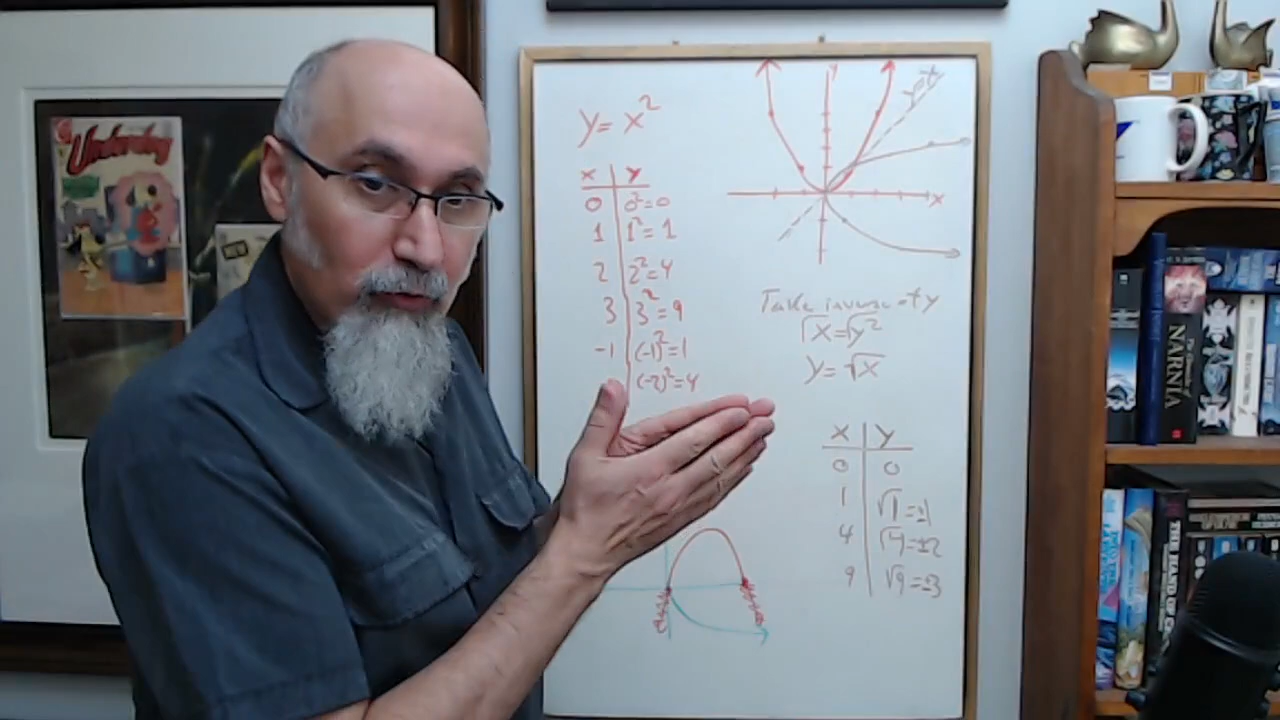 Underdog
y = x²
x | y
0 | 0² = 0
1 | 1² = 1
2 | 2² = 4
3 | 3² = 9
-1 | (-1)² = 1
(-2)² = 4
y
y=x
x
Take inverse of y
√x = √y²
y = √x
x | y
0 | 0
1 | √1 = ±1
4 | √4 = ±2
9 | √9 = ±3
NARNIA